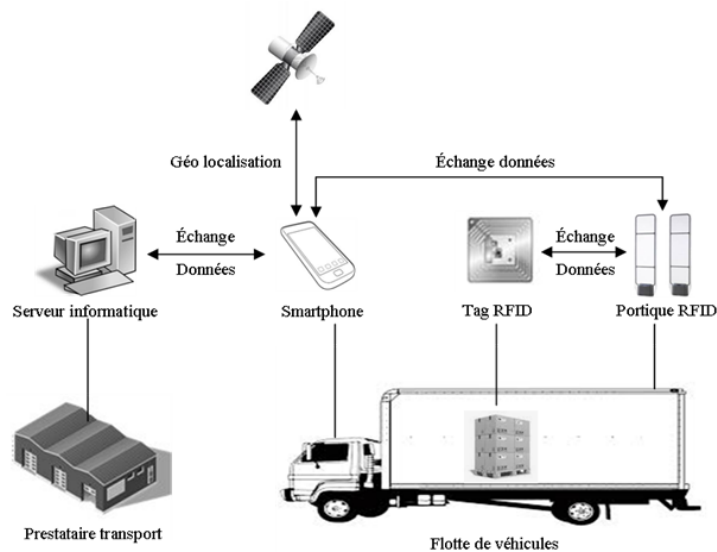 Géo localisation
Échange données
Échange
Données
Échange
Données
Serveur informatique
Smartphone
Tag RFID
Portique RFID
Prestataire transport
Flotte de véhicules